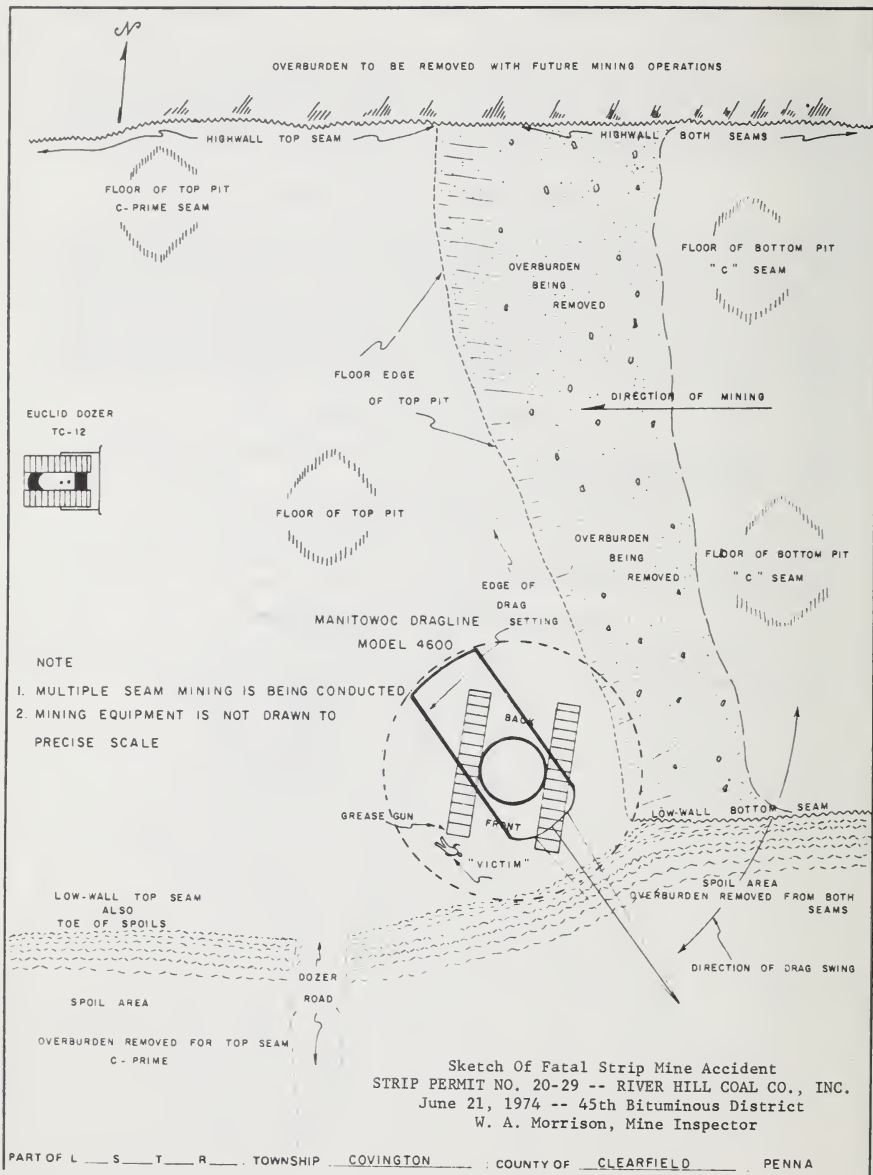 N
OVERBURDEN TO BE REMOVED WITH FUTURE MINING OPERATIONS
HIGHWALL TOP SEAM
HIGHWALL BOTH SEAMS
FLOOR OF TOP PIT
C-PRIME SEAM
FLOOR OF BOTTOM PIT
"C" SEAM
OVERBURDEN
BEING
REMOVED
FLOOR EDGE
OF TOP PIT
DIRECTION OF MINING
EUCLID DOZER
TC-12
FLOOR OF TOP PIT
OVERBURDEN
BEING
REMOVED
FLOOR OF BOTTOM PIT
"C" SEAM
EDGE OF
DRAG
SETTING
MANITOWOC DRAGLINE
MODEL 4600
NOTE
1. MULTIPLE SEAM MINING IS BEING CONDUCTED
2. MINING EQUIPMENT IS NOT DRAWN TO
PRECISE SCALE
BACK
FRONT
GREASE GUN
"VICTIM"
LOW-WALL BOTTOM SEAM
SPOIL AREA
OVERBURDEN REMOVED FROM BOTH
SEAMS
LOW-WALL TOP SEAM
ALSO
TOE OF SPOILS
DIRECTION OF DRAG SWING
DOZER
ROAD
SPOIL AREA
OVERBURDEN REMOVED FOR TOP SEAM
C-PRIME
Sketch Of Fatal Strip Mine Accident
STRIP PERMIT NO. 20-29 -- RIVER HILL COAL CO., INC.
June 21, 1974 -- 45th Bituminous District
W. A. Morrison, Mine Inspector
PART OF L ___ S ___ T ___ R ___ . TOWNSHIP COVINGTON : COUNTY OF CLEARFIELD PENNA